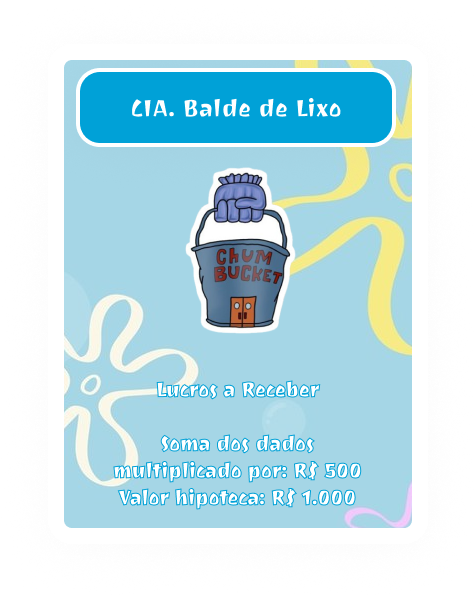 CIA. Balde de Lixo
CHUM
BUCKET
Lucros a Receber
Soma dos dados
multiplicado por: R$ 500
Valor hipoteca: R$ 1.000